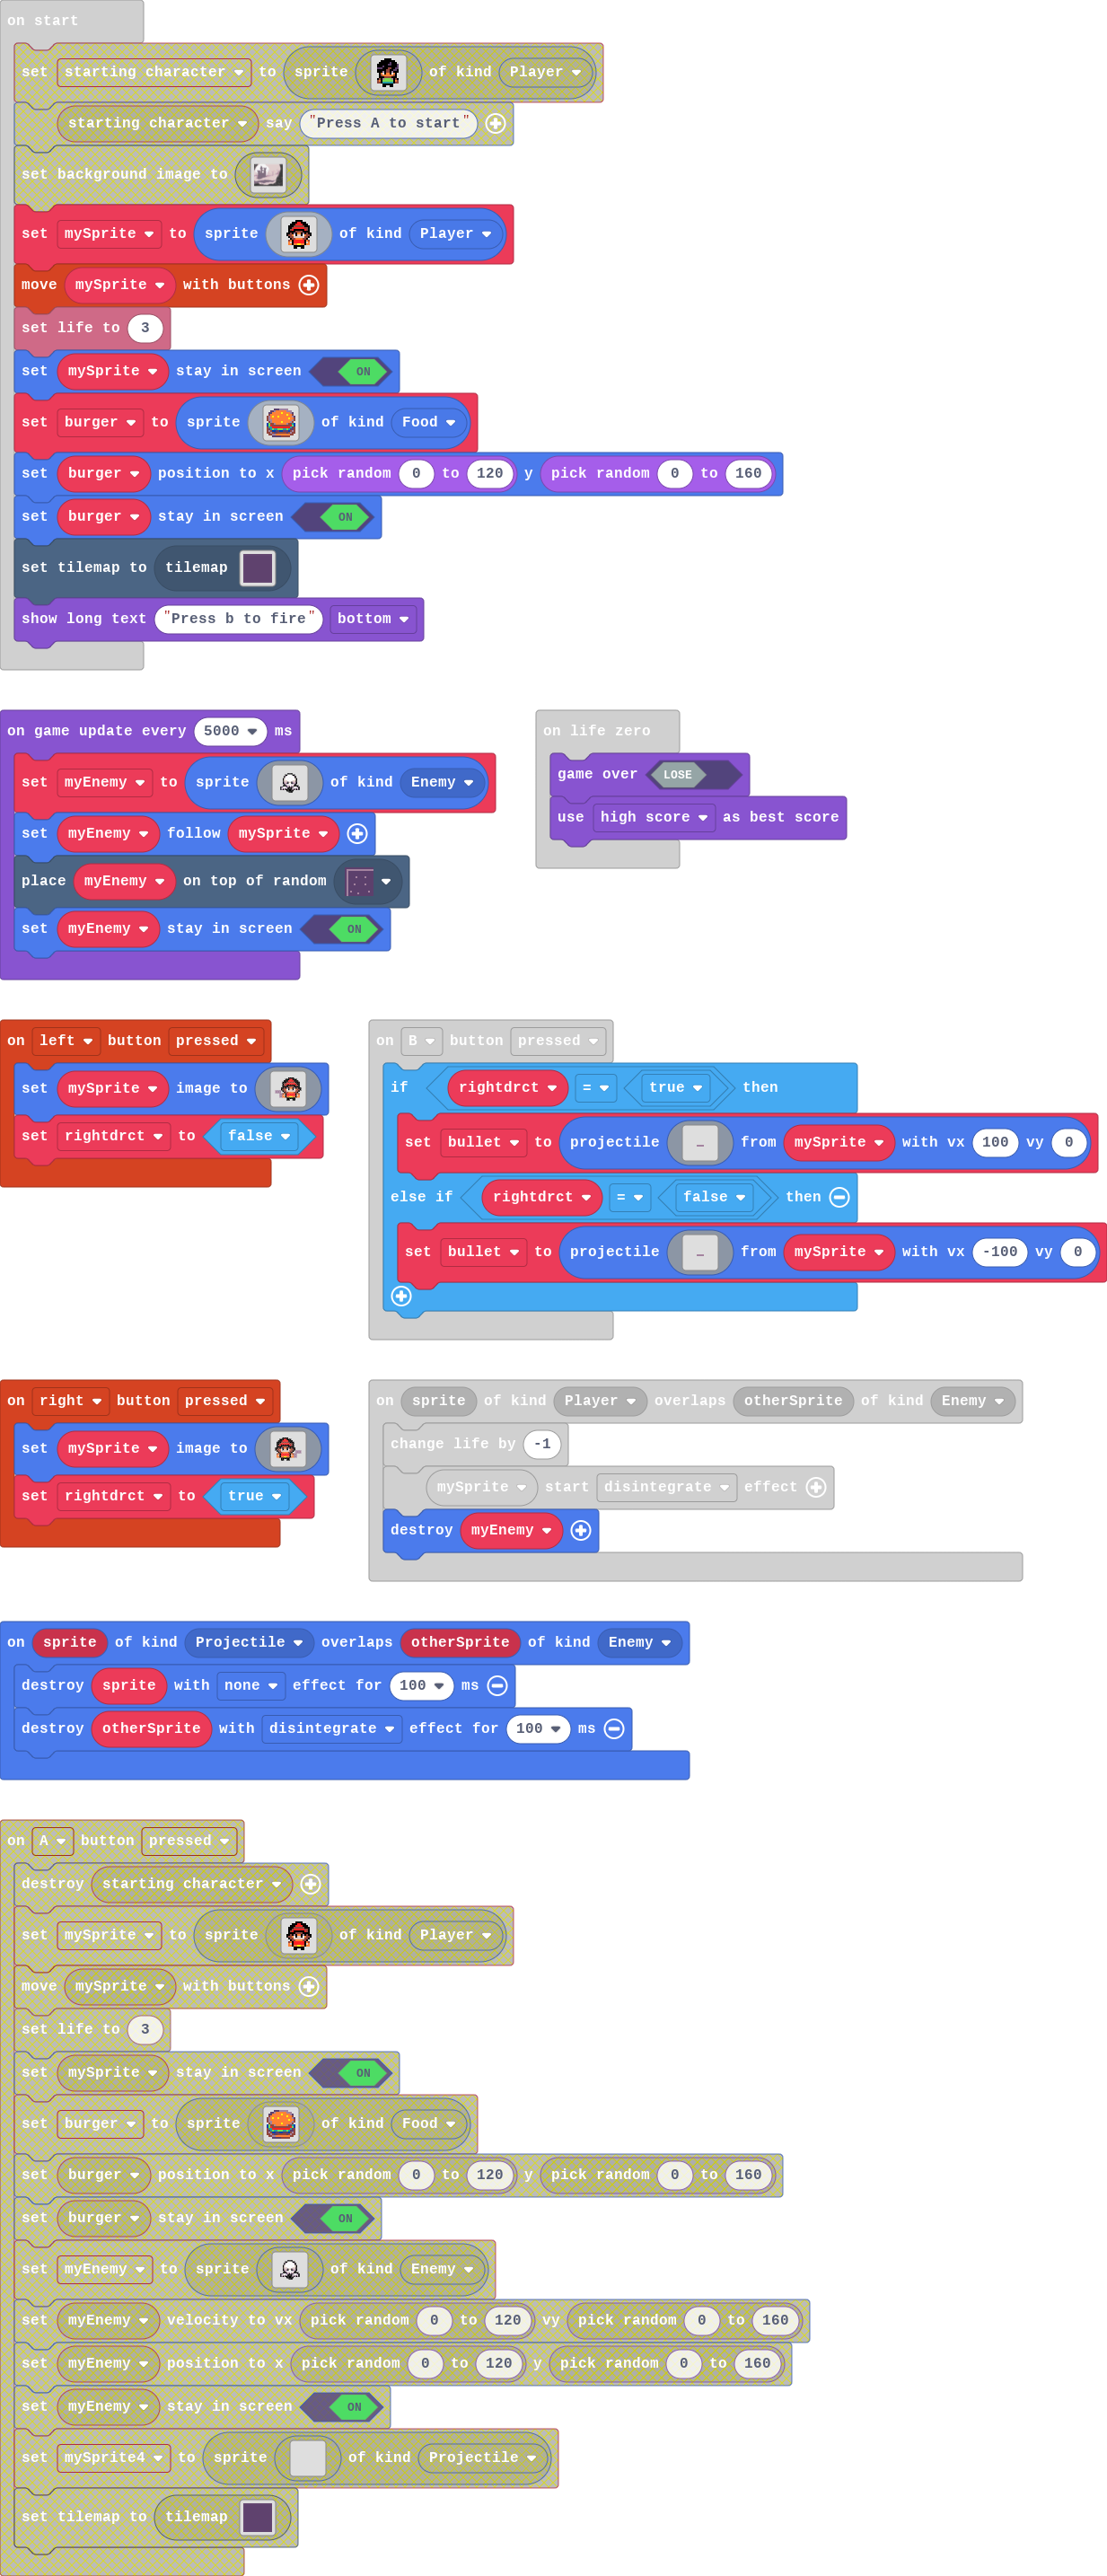 on start
set starting character to sprite of kind Player
starting character say "Press A to start"
set background image to
set mySprite to sprite of kind Player
move mySprite with buttons
set life to 3
set mySprite stay in screen ON
set burger to sprite of kind Food
set burger position to x pick random 0 to 120 y pick random 0 to 160
set burger stay in screen ON
set tilemap to tilemap
show long text "Press b to fire" bottom
on game update every 5000 ms
set myEnemy to sprite of kind Enemy
set myEnemy follow mySprite
place myEnemy on top of random
set myEnemy stay in screen ON
on life zero
game over LOSE
use high score as best score
on left button pressed
set mySprite image to
set rightdrct to false
on B button pressed
if rightdrct = true then
set bullet to projectile from mySprite with vx 100 vy 0
else if rightdrct = false then
set bullet to projectile from mySprite with vx -100 vy 0
on right button pressed
set mySprite image to
set rightdrct to true
on sprite of kind Player overlaps otherSprite of kind Enemy
change life by -1
mySprite start disintegrate effect
destroy myEnemy
on sprite of kind Projectile overlaps otherSprite of kind Enemy
destroy sprite with none effect for 100 ms
destroy otherSprite with disintegrate effect for 100 ms
on A button pressed
destroy starting character
set mySprite to sprite of kind Player
move mySprite with buttons
set life to 3
set mySprite stay in screen ON
set burger to sprite of kind Food
set burger position to x pick random 0 to 120 y pick random 0 to 160
set burger stay in screen ON
set myEnemy to sprite of kind Enemy
set myEnemy velocity to vx pick random 0 to 120 vy pick random 0 to 160
set myEnemy position to x pick random 0 to 120 y pick random 0 to 160
set myEnemy stay in screen ON
set mySprite4 to sprite of kind Projectile
set tilemap to tilemap